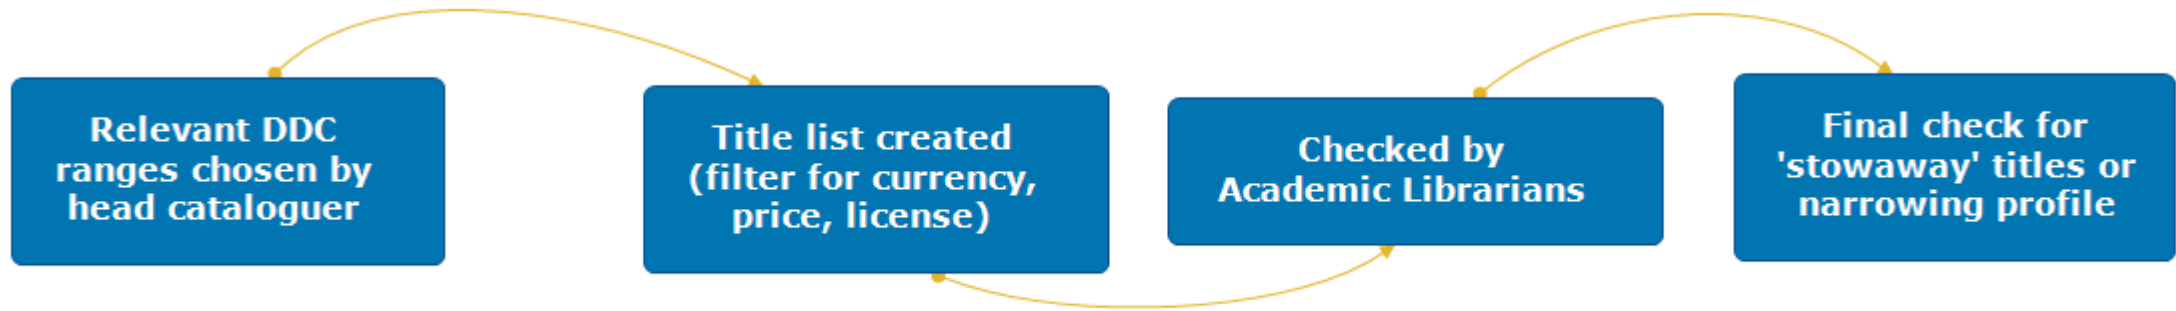 Relevant DDC
ranges chosen by
head cataloguer
Title list created
(filter for currency,
price, license)
Checked by
Academic Librarians
Final check for
'stowaway' titles or
narrowing profile